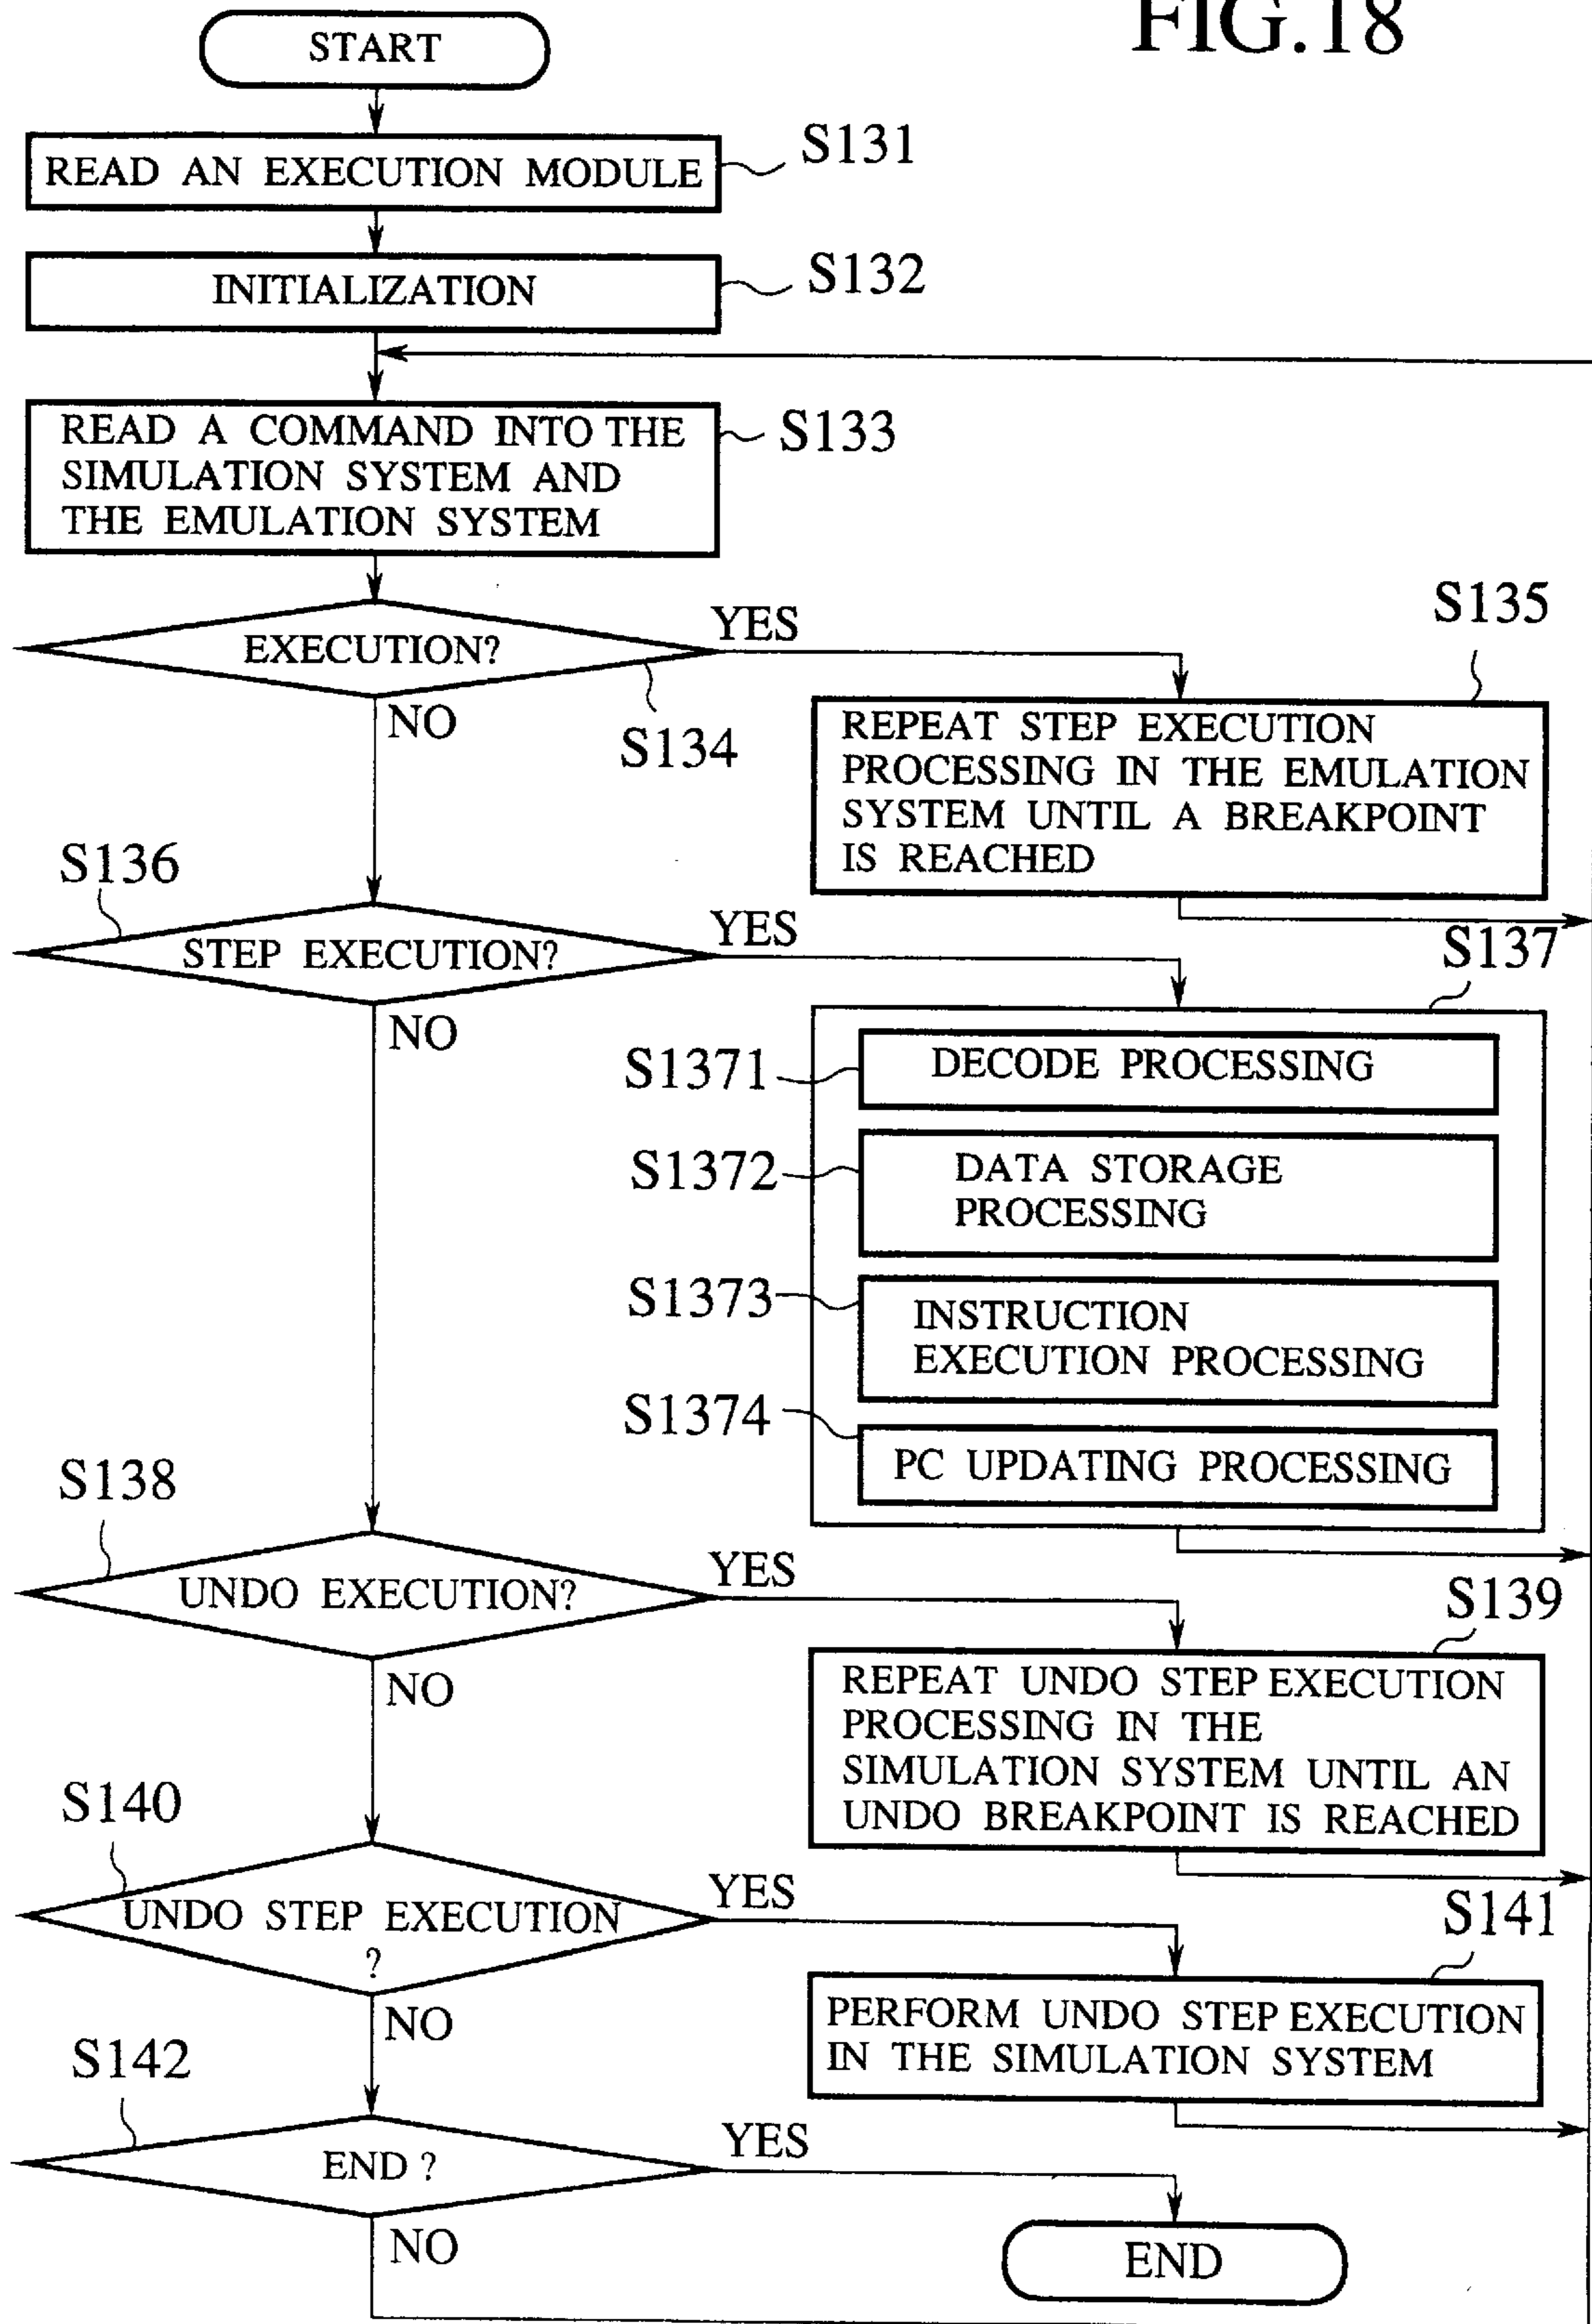 FIG.18
START
READ AN EXECUTION MODULE
S131
INITIALIZATION
S132
READ A COMMAND INTO THE
SIMULATION SYSTEM AND
THE EMULATION SYSTEM
S133
EXECUTION?
YES
NO
S134
S135
REPEAT STEP EXECUTION
PROCESSING IN THE EMULATION
SYSTEM UNTIL A BREAKPOINT
IS REACHED
S136
STEP EXECUTION?
YES
NO
S137
S1371
DECODE PROCESSING
S1372
DATA STORAGE
PROCESSING
S1373
INSTRUCTION
EXECUTION PROCESSING
S1374
PC UPDATING PROCESSING
S138
UNDO EXECUTION?
YES
NO
S139
REPEAT UNDO STEP EXECUTION
PROCESSING IN THE
SIMULATION SYSTEM UNTIL AN
UNDO BREAKPOINT IS REACHED
S140
UNDO STEP EXECUTION
?
YES
NO
S141
PERFORM UNDO STEP EXECUTION
IN THE SIMULATION SYSTEM
S142
END ?
YES
NO
END